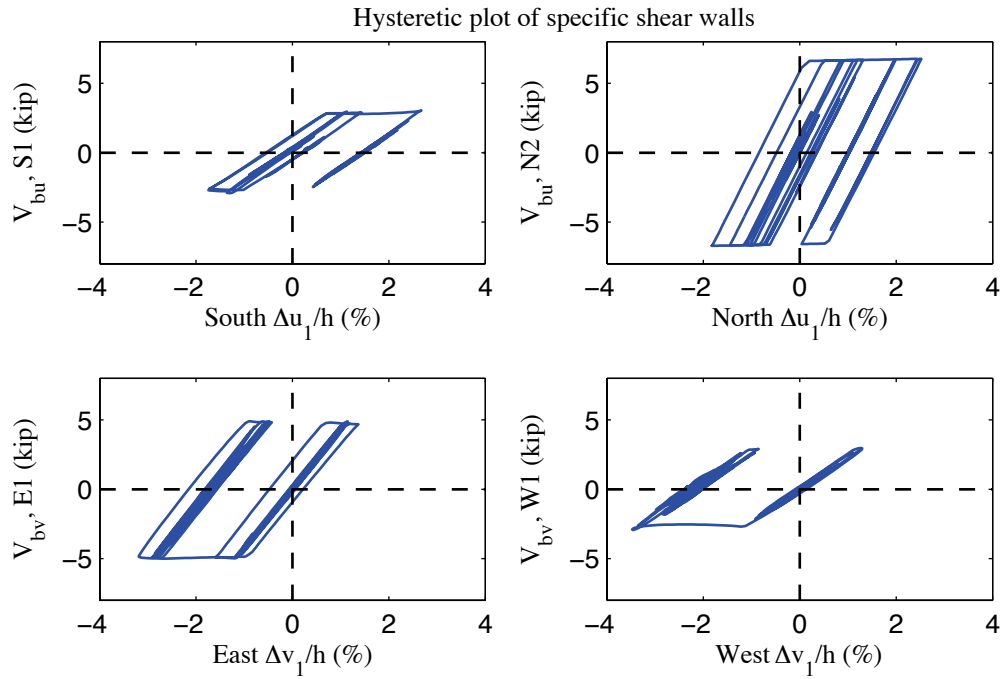 Hysteretic plot of specific shear walls
V_bu, S1 (kip)
5
0
−5
−4 −2 0 2 4
South Δu_1/h (%)
V_bu, N2 (kip)
5
0
−5
−4 −2 0 2 4
North Δu_1/h (%)
V_bv, E1 (kip)
5
0
−5
−4 −2 0 2 4
East Δv_1/h (%)
V_bv, W1 (kip)
5
0
−5
−4 −2 0 2 4
West Δv_1/h (%)